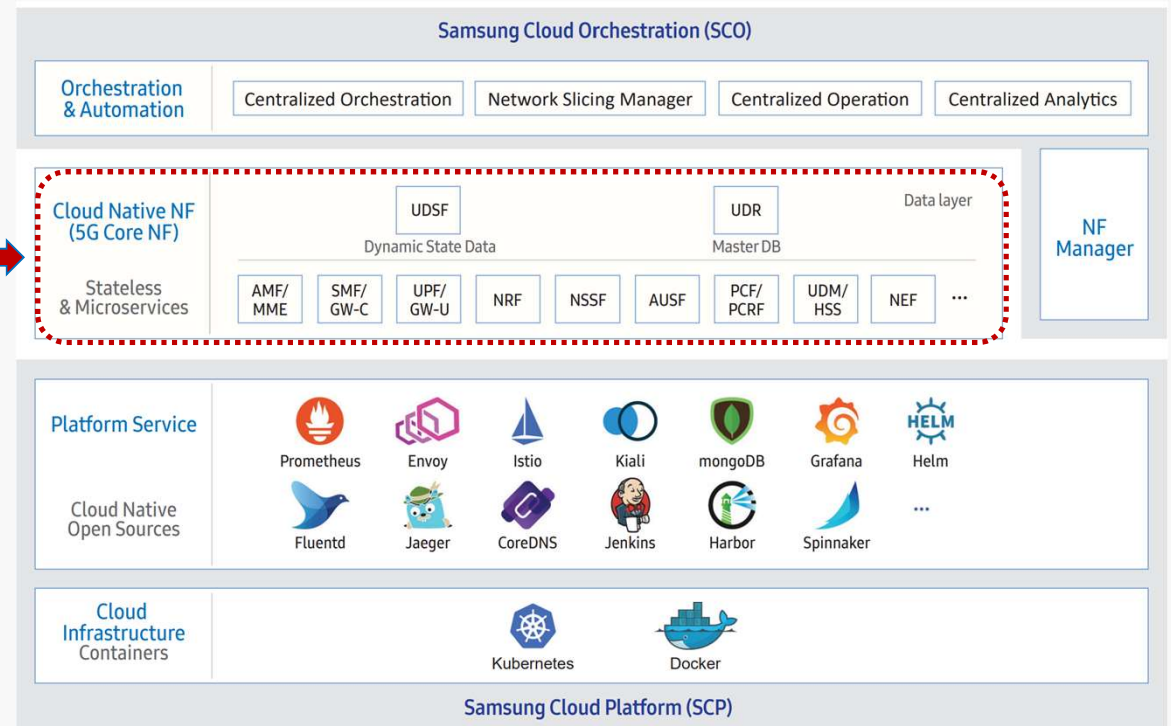 Samsung Cloud Orchestration (SCO)
Orchestration
& Automation
Centralized Orchestration
Network Slicing Manager
Centralized Operation
Centralized Analytics
Cloud Native NF
(5G Core NF)
Stateless
& Microservices
UDSF
Dynamic State Data
UDR
Master DB
Data layer
AMF/
MME
SMF/
GW-C
UPF/
GW-U
NRF
NSSF
AUSF
PCF/
PCRF
UDM/
HSS
NEF
...
NF
Manager
Platform Service
Cloud Native
Open Sources
HELM
Prometheus
Envoy
Istio
Kiali
mongoDB
Grafana
Helm
Fluentd
Jaeger
CoreDNS
Jenkins
Harbor
Spinnaker
...
Cloud
Infrastructure
Containers
Kubernetes
Docker
Samsung Cloud Platform (SCP)